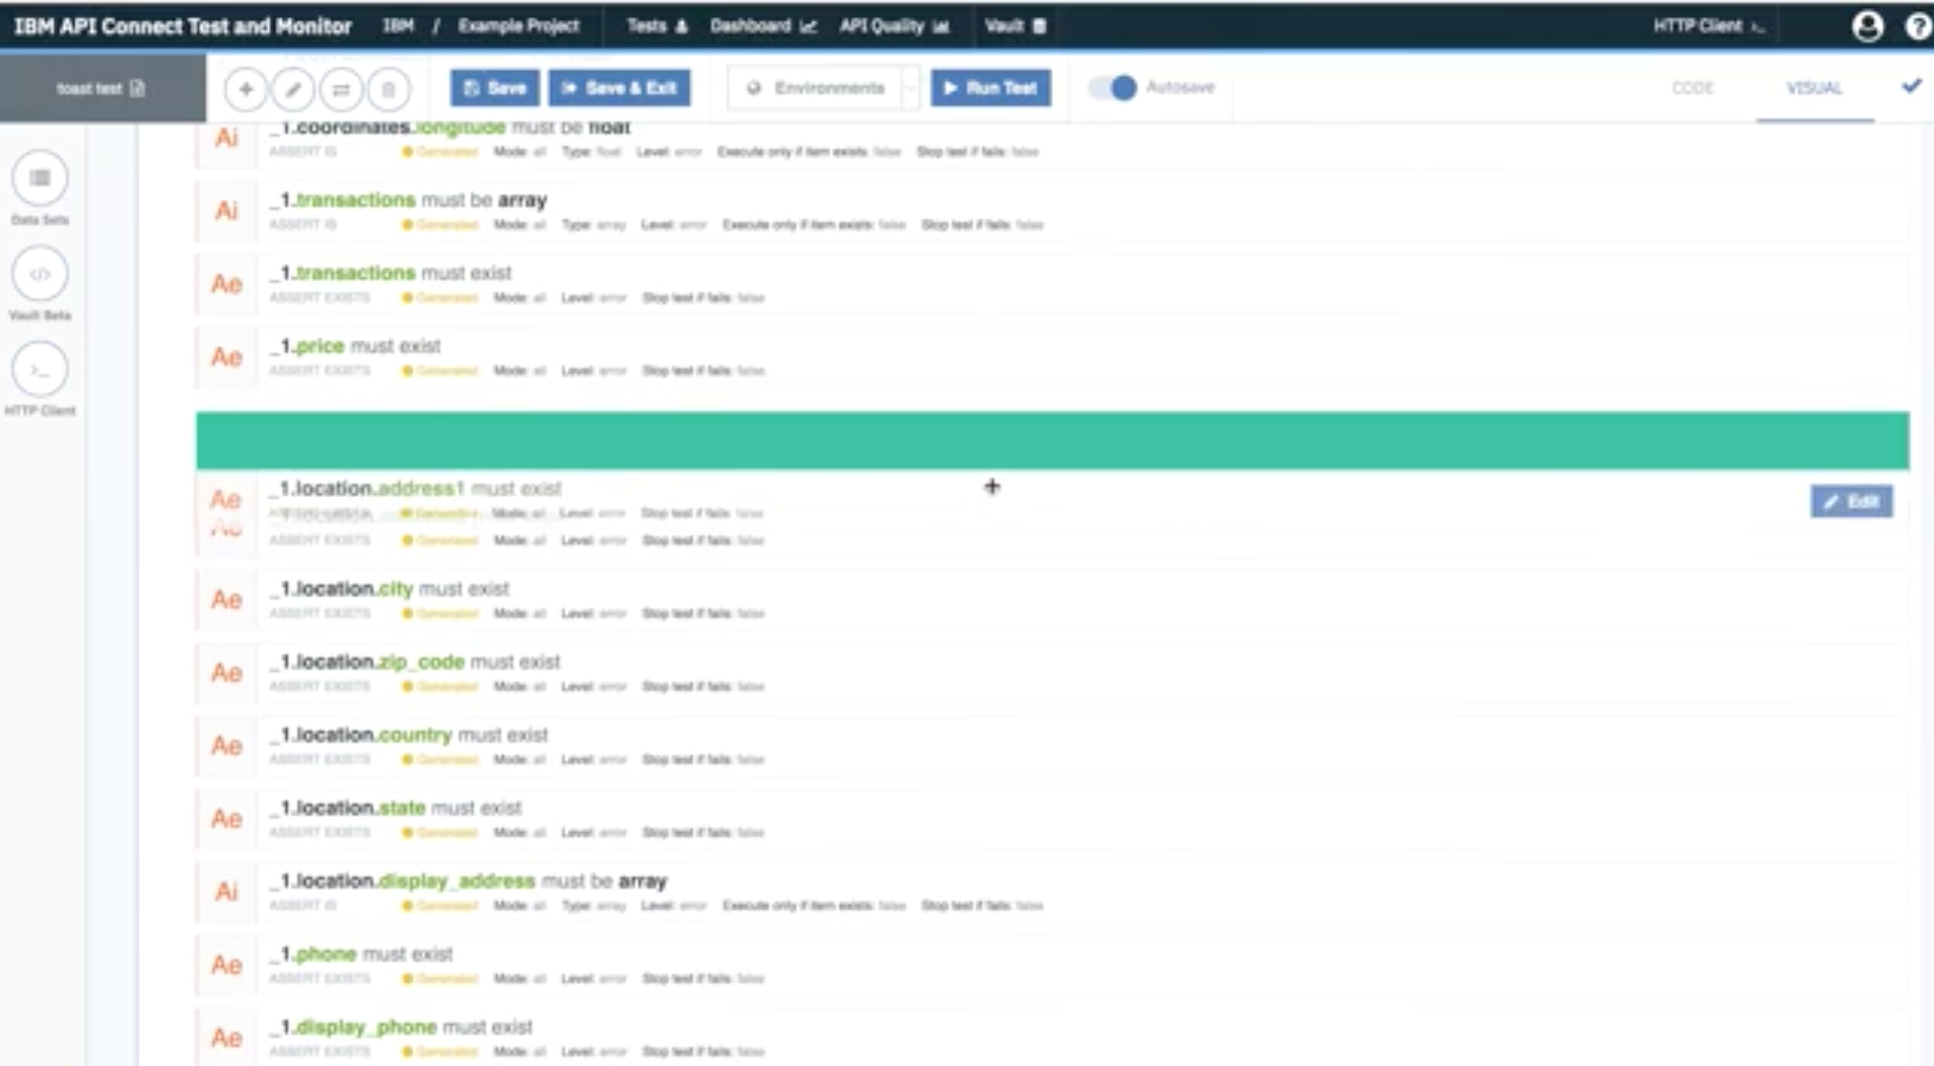 IBM API Connect Test and Monitor IBM / Example Project Tests Dashboard API Quality Vault HTTP Client
toast test Save Save & Exit Environments Run Test Autosave CODE VISUAL
Data Sets
Vault Beta
HTTP Client
Ai _1.coordinates.longitude must be float
ASSERT IS Generated Mode: all Type: float Level: error Execute only if item exists: false Stop test if fails: false
Ai _1.transactions must be array
ASSERT IS Generated Mode: all Type: array Level: error Execute only if item exists: false Stop test if fails: false
Ae _1.transactions must exist
ASSERT EXISTS Generated Mode: all Level: error Stop test if fails: false
Ae _1.price must exist
ASSERT EXISTS Generated Mode: all Level: error Stop test if fails: false
Ae _1.location.address1 must exist
Edit
Generated Mode: all Level: error Stop test if fails: false
ASSERT EXISTS Generated Mode: all Level: error Stop test if fails: false
Ae _1.location.city must exist
ASSERT EXISTS Generated Mode: all Level: error Stop test if fails: false
Ae _1.location.zip_code must exist
ASSERT EXISTS Generated Mode: all Level: error Stop test if fails: false
Ae _1.location.country must exist
ASSERT EXISTS Generated Mode: all Level: error Stop test if fails: false
Ae _1.location.state must exist
ASSERT EXISTS Generated Mode: all Level: error Stop test if fails: false
Ai _1.location.display_address must be array
ASSERT IS Generated Mode: all Type: array Level: error Execute only if item exists: false Stop test if fails: false
Ae _1.phone must exist
ASSERT EXISTS Generated Mode: all Level: error Stop test if fails: false
Ae _1.display_phone must exist
ASSERT EXISTS Generated Mode: all Level: error Stop test if fails: false